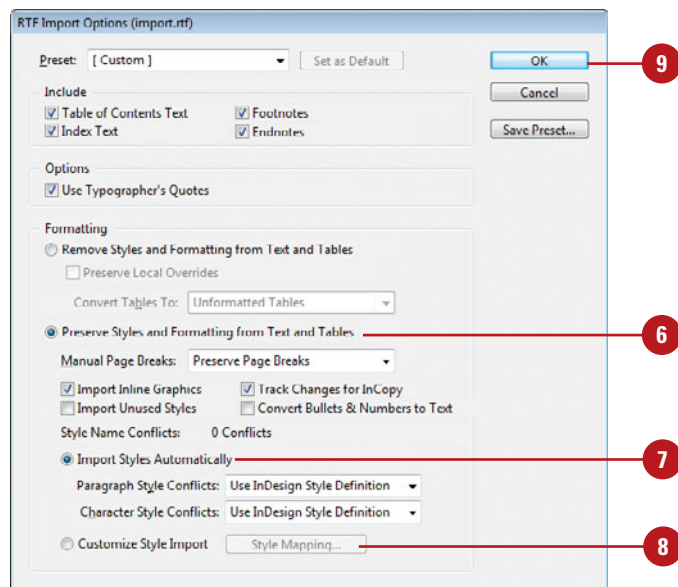 RTF Import Options (import.rtf)
Preset: [ Custom ] Set as Default OK 9
Include Cancel
Table of Contents Text Footnotes
Index Text Endnotes Save Preset...
Options
Use Typographer's Quotes
Formatting
Remove Styles and Formatting from Text and Tables
Preserve Local Overrides
Convert Tables To: Unformatted Tables
Preserve Styles and Formatting from Text and Tables 6
Manual Page Breaks: Preserve Page Breaks
Import Inline Graphics Track Changes for InCopy
Import Unused Styles Convert Bullets & Numbers to Text
Style Name Conflicts: 0 Conflicts
Import Styles Automatically 7
Paragraph Style Conflicts: Use InDesign Style Definition
Character Style Conflicts: Use InDesign Style Definition
Customize Style Import Style Mapping... 8